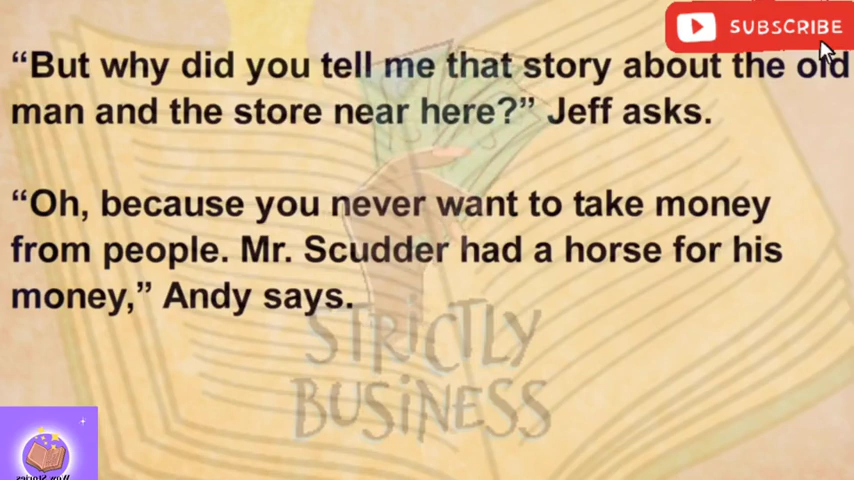 SUBSCRIBE
“But why did you tell me that story about the old
man and the store near here?” Jeff asks.
“Oh, because you never want to take money
from people. Mr. Scudder had a horse for his
money,” Andy says.
STRiCTLY
BUSiNESS